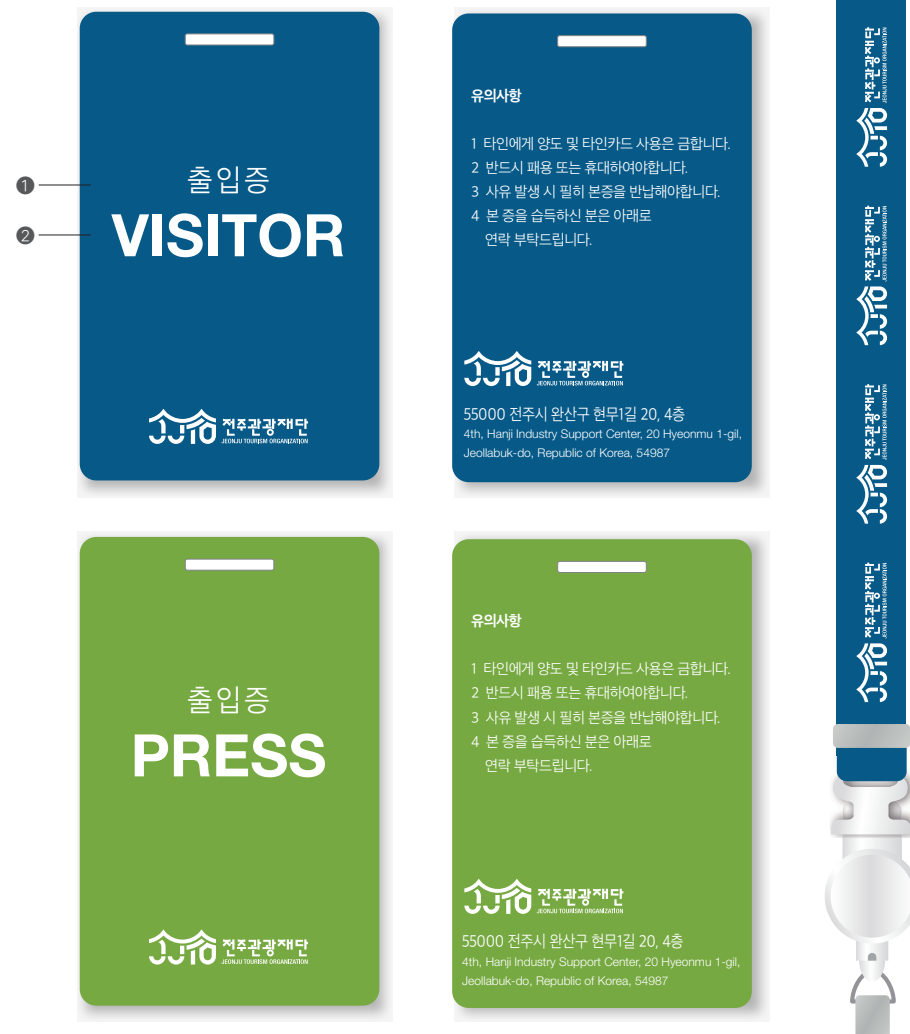 출입증
VISITOR
전주관광재단
JEONJU TOURISM ORGANIZATION
유의사항
1 타인에게 양도 및 타인카드 사용은 금합니다.
2 반드시 패용 또는 휴대하여야합니다.
3 사유 발생 시 필히 본증을 반납해야합니다.
4 본 증을 습득하신 분은 아래로
연락 부탁드립니다.
전주관광재단
JEONJU TOURISM ORGANIZATION
55000 전주시 완산구 현무1길 20, 4층
4th, Hanji Industry Support Center, 20 Hyeonmu 1-gil,
Jeollabuk-do, Republic of Korea, 54987
❶
❷
출입증
PRESS
전주관광재단
JEONJU TOURISM ORGANIZATION
유의사항
1 타인에게 양도 및 타인카드 사용은 금합니다.
2 반드시 패용 또는 휴대하여야합니다.
3 사유 발생 시 필히 본증을 반납해야합니다.
4 본 증을 습득하신 분은 아래로
연락 부탁드립니다.
전주관광재단
JEONJU TOURISM ORGANIZATION
55000 전주시 완산구 현무1길 20, 4층
4th, Hanji Industry Support Center, 20 Hyeonmu 1-gil,
Jeollabuk-do, Republic of Korea, 54987
전주관광재단
JEONJU TOURISM ORGANIZATION
전주관광재단
JEONJU TOURISM ORGANIZATION
전주관광재단
JEONJU TOURISM ORGANIZATION
전주관광재단
JEONJU TOURISM ORGANIZATION